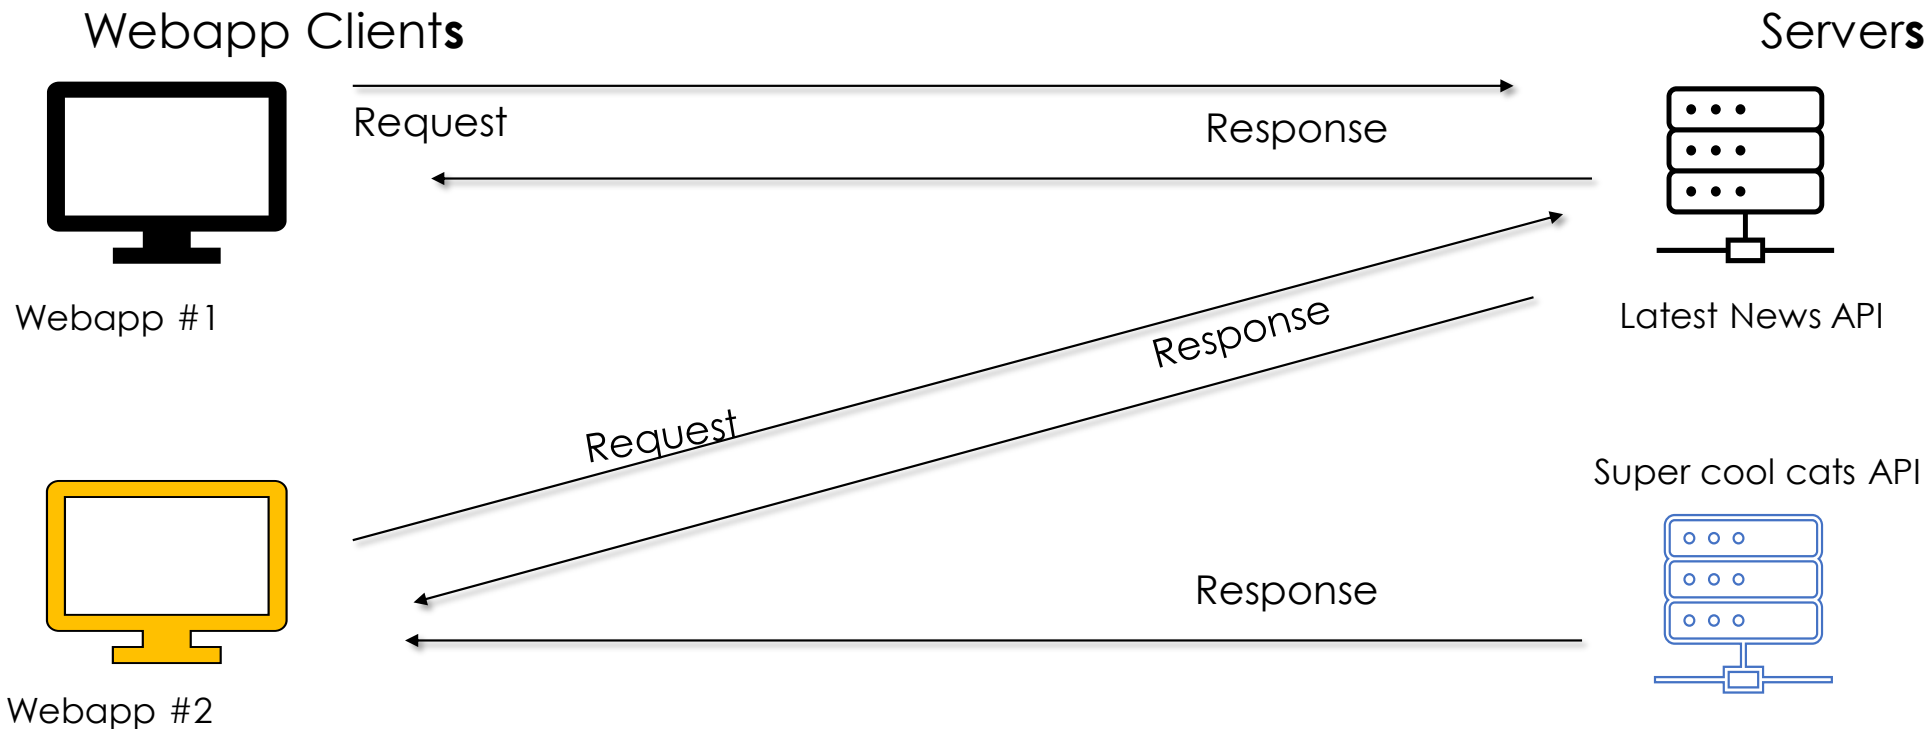 Webapp Clients
Servers
Request
Response
Webapp #1
Latest News API
Response
Request
Super cool cats API
Response
Webapp #2